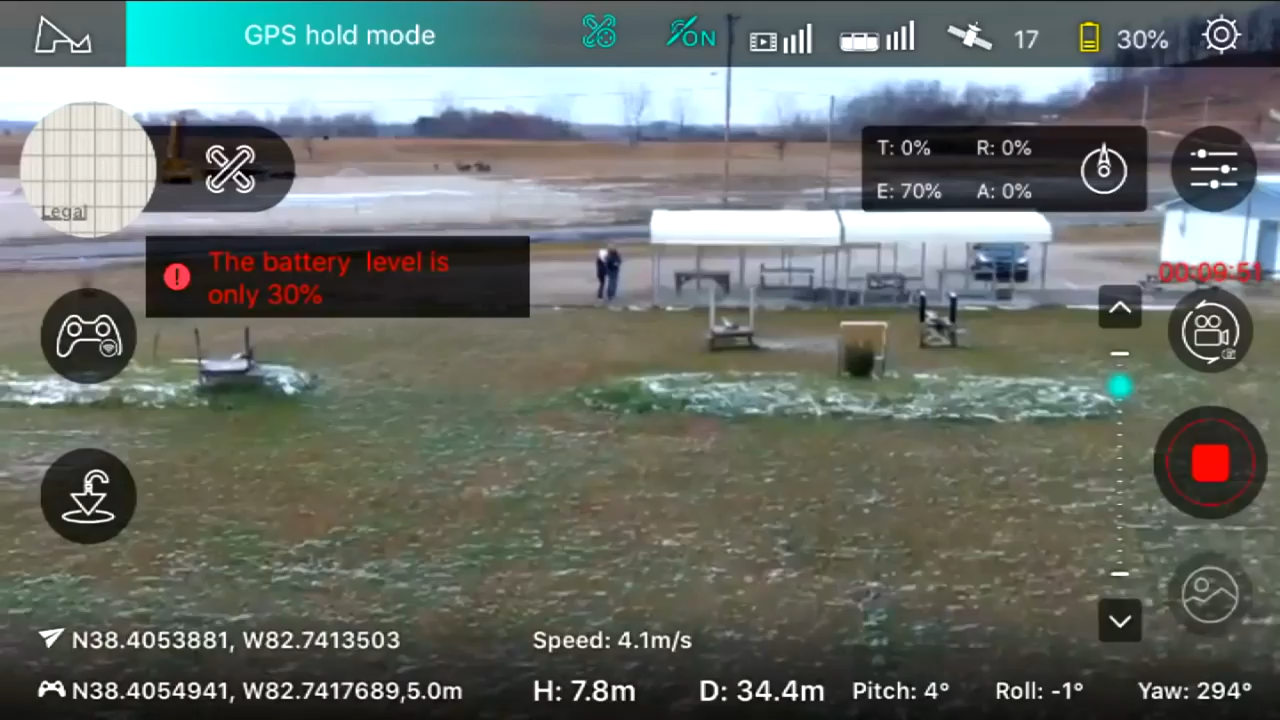 GPS hold mode
ON
17
30%
T: 0% R: 0%
E: 70% A: 0%
Legal
The battery level is
only 30%
00:09:51
N38.4053881, W82.7413503
Speed: 4.1m/s
N38.4054941, W82.7417689,5.0m
H: 7.8m
D: 34.4m
Pitch: 4°
Roll: -1°
Yaw: 294°